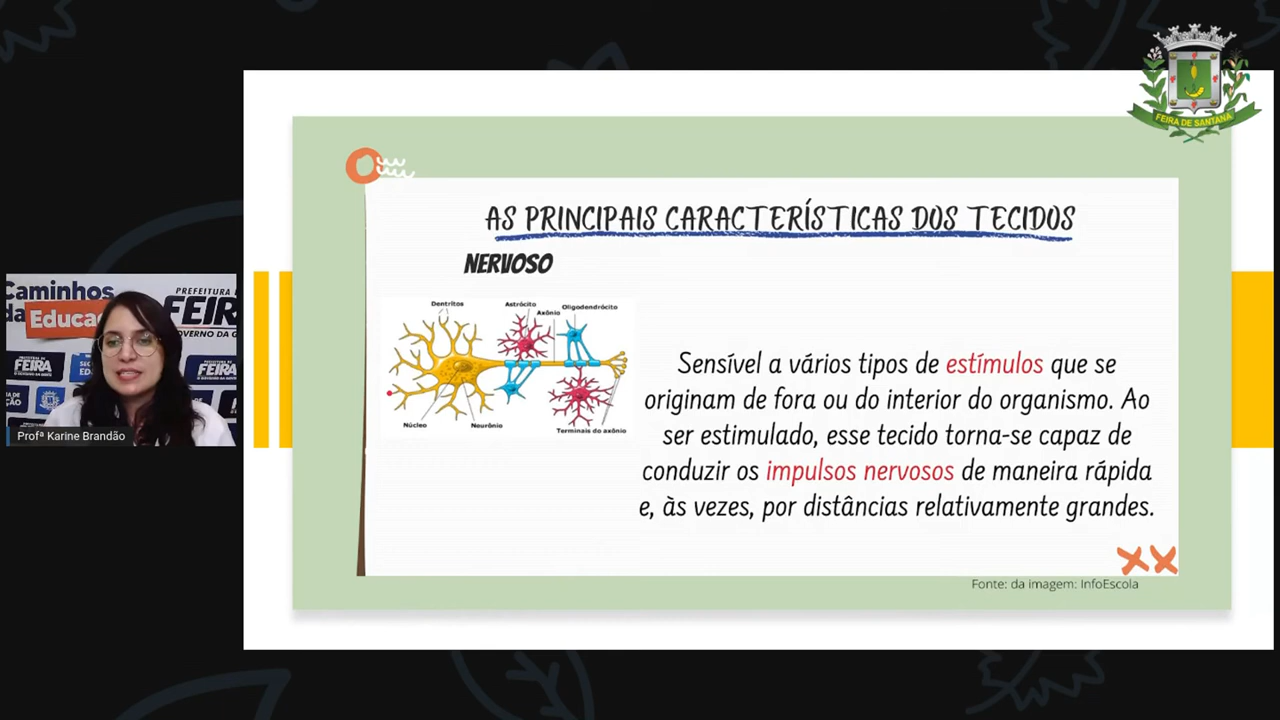 FEIRA DE SANTANA
AS PRINCIPAIS CARACTERÍSTICAS DOS TECIDOS
NERVOSO
Dentritos
Astrócito
Oligodendrócito
Axônio
Núcleo
Neurônio
Terminais do axônio
Sensível a vários tipos de estímulos que se
originam de fora ou do interior do organismo. Ao
ser estimulado, esse tecido torna-se capaz de
conduzir os impulsos nervosos de maneira rápida
e, às vezes, por distâncias relativamente grandes.
Fonte: da imagem: InfoEscola
Caminhos
da
Educaç
PREFEITURA
FEIR
FEIRA
FEIRA
Profª Karine Brandão